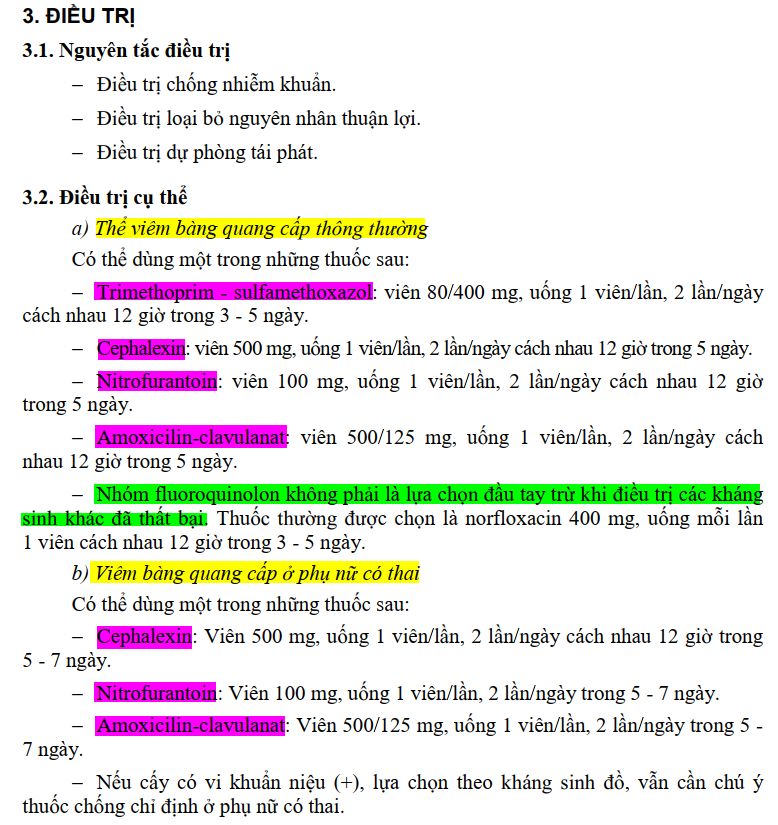 3. ĐIỀU TRỊ
3.1. Nguyên tắc điều trị
– Điều trị chống nhiễm khuẩn.
– Điều trị loại bỏ nguyên nhân thuận lợi.
– Điều trị dự phòng tái phát.
3.2. Điều trị cụ thể
a) Thể viêm bàng quang cấp thông thường
Có thể dùng một trong những thuốc sau:
– Trimethoprim - sulfamethoxazol: viên 80/400 mg, uống 1 viên/lần, 2 lần/ngày
cách nhau 12 giờ trong 3 - 5 ngày.
– Cephalexin: viên 500 mg, uống 1 viên/lần, 2 lần/ngày cách nhau 12 giờ trong 5 ngày.
– Nitrofurantoin: viên 100 mg, uống 1 viên/lần, 2 lần/ngày cách nhau 12 giờ
trong 5 ngày.
– Amoxicilin-clavulanat: viên 500/125 mg, uống 1 viên/lần, 2 lần/ngày cách
nhau 12 giờ trong 5 ngày.
– Nhóm fluoroquinolon không phải là lựa chọn đầu tay trừ khi điều trị các kháng
sinh khác đã thất bại. Thuốc thường được chọn là norfloxacin 400 mg, uống mỗi lần
1 viên cách nhau 12 giờ trong 3 - 5 ngày.
b) Viêm bàng quang cấp ở phụ nữ có thai
Có thể dùng một trong những thuốc sau:
– Cephalexin: Viên 500 mg, uống 1 viên/lần, 2 lần/ngày cách nhau 12 giờ trong
5 - 7 ngày.
– Nitrofurantoin: Viên 100 mg, uống 1 viên/lần, 2 lần/ngày trong 5 - 7 ngày.
– Amoxicilin-clavulanat: Viên 500/125 mg, uống 1 viên/lần, 2 lần/ngày trong 5 -
7 ngày.
– Nếu cấy có vi khuẩn niệu (+), lựa chọn theo kháng sinh đồ, vẫn cần chú ý
thuốc chống chỉ định ở phụ nữ có thai.